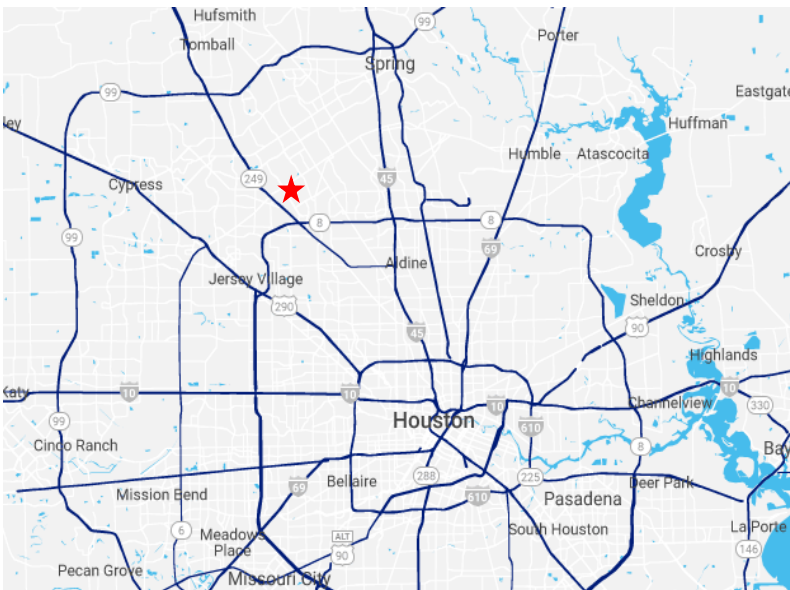 Hufsmith
99
Tomball
Porter
Spring
99
Eastgate
ley
Huffman
Humble
Atascocita
249
45
Cypress
8
8
99
69
Crosby
Aldine
Jersey Village
Sheldon
290
90
45
Highlands
Katy
10
10
10
10
Channelview
330
99
Houston
610
Cinco Ranch
8
Bay
288
225
Bellaire
69
Deer Park
Mission Bend
610
Pasadena
La Porte
6
Meadows
Place
ALT
90
South Houston
146
Pecan Grove
Missouri City